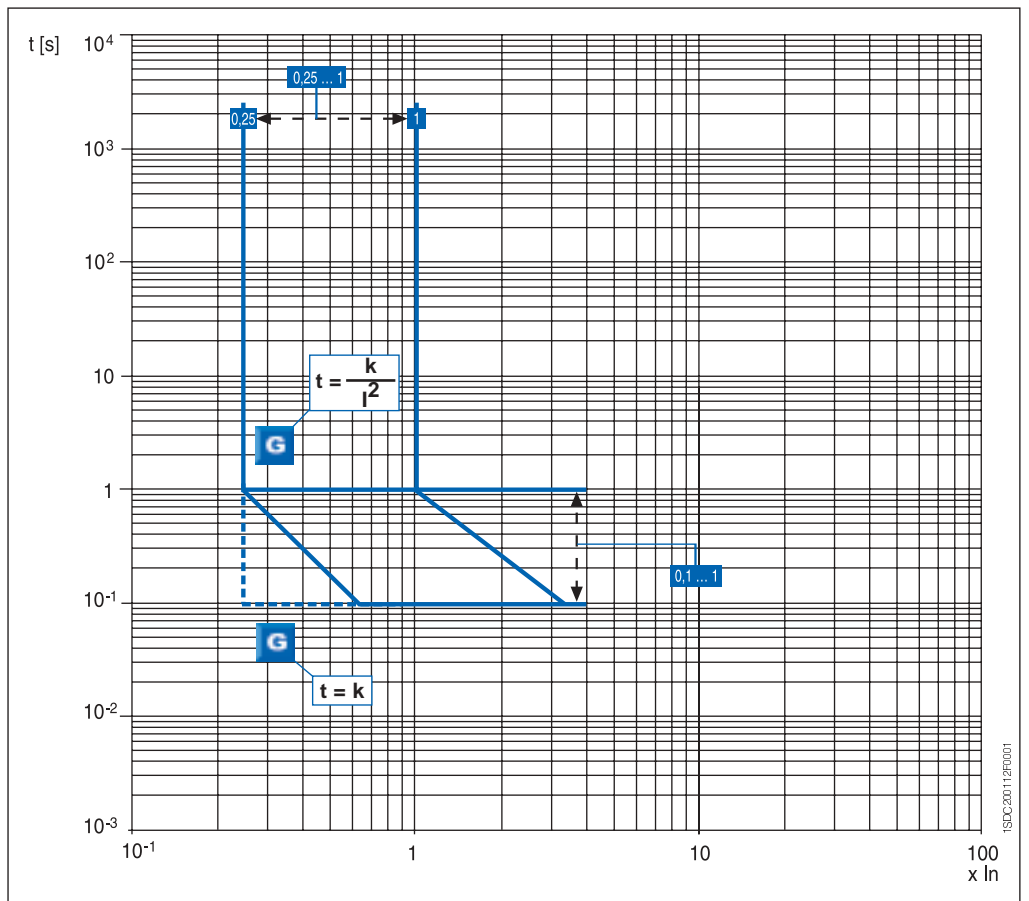 t [s]
10⁴
0,25 ... 1
0,25
1
10³
10²
t = k / I²
10
G
1
0,1 ... 1
10⁻¹
G
t = k
10⁻²
10⁻³
10⁻¹
1
10
100
x In
1SDC200112F0001